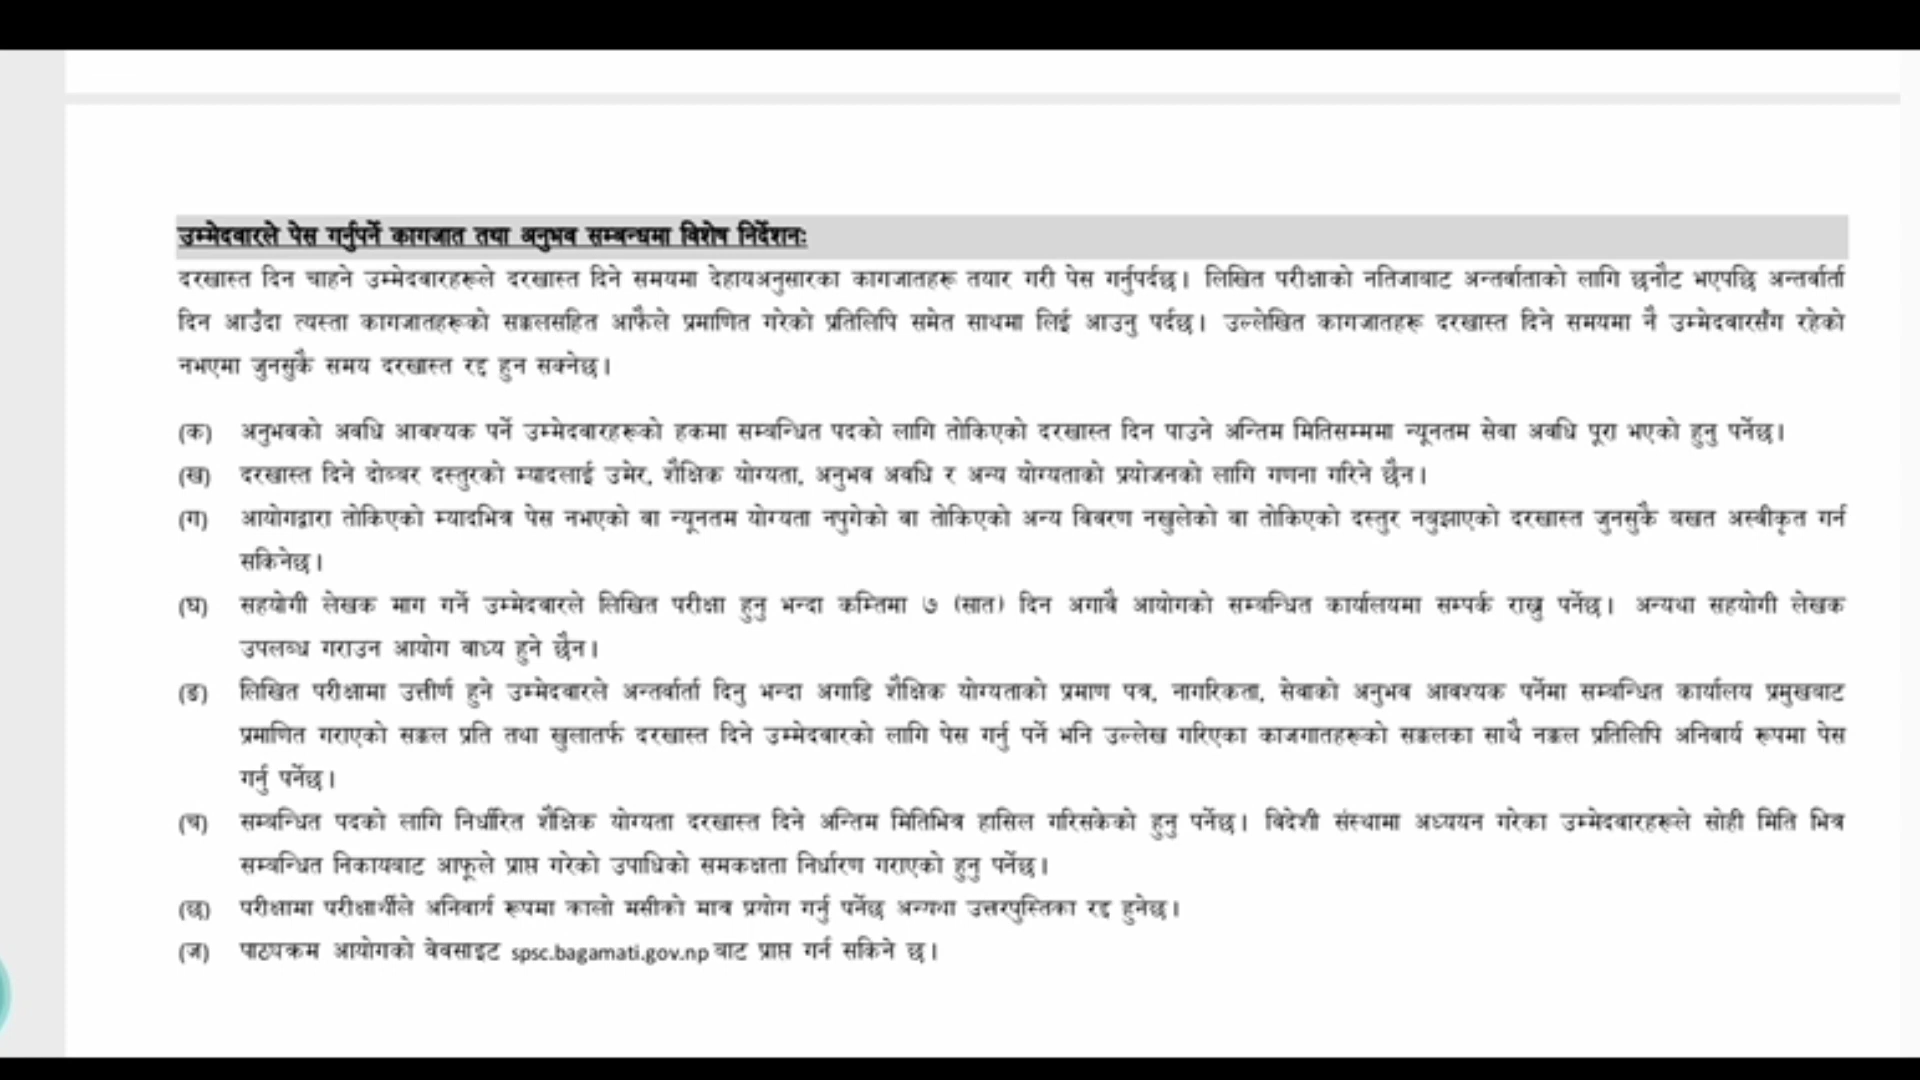 उम्मेदवारले पेस गर्नुपर्ने कागजात तथा अनुभव सम्बन्धमा विशेष निर्देशनः
दरखास्त दिन चाहने उम्मेदवारहरूले दरखास्त दिने समयमा देहायअनुसारका कागजातहरू तयार गरी पेस गर्नुपर्दछ। लिखित परीक्षाको नतिजाबाट अन्तर्बाताको लागि छनौट भएपछि अन्तर्बार्ता
दिन आउँदा त्यस्ता कागजातहरूको सक्कलसहित आफैले प्रमाणित गरेको प्रतिलिपि समेत साथमा लिई आउनु पर्दछ। उल्लेखित कागजातहरू दरखास्त दिने समयमा नै उम्मेदवारसँग रहेको
नभएमा जुनसुकै समय दरखास्त रद्द हुन सक्नेछ।
(क) अनुभवको अवधि आवश्यक पर्ने उम्मेदवारहरूको हकमा सम्बन्धित पदको लागि तोकिएको दरखास्त दिन पाउने अन्तिम मितिसम्ममा न्यूनतम सेवा अवधि पूरा भएको हुनु पर्नेछ।
(ख) दरखास्त दिने दोब्बर दस्तुरको म्यादलाई उमेर, शैक्षिक योग्यता, अनुभव अवधि र अन्य योग्यताको प्रयोजनको लागि गणना गरिने छैन।
(ग) आयोगद्वारा तोकिएको म्यादभित्र पेस नभएको वा न्यूनतम योग्यता नपुगेको वा तोकिएको अन्य विवरण नखुलेको वा तोकिएको दस्तुर नबुझाएको दरखास्त जुनसुकै बखत अस्वीकृत गर्न
सकिनेछ।
(घ) सहयोगी लेखक माग गर्ने उम्मेदवारले लिखित परीक्षा हुनु भन्दा कम्तिमा ७ (सात) दिन अगावै आयोगको सम्बन्धित कार्यालयमा सम्पर्क राख्नु पर्नेछ। अन्यथा सहयोगी लेखक
उपलब्ध गराउन आयोग बाध्य हुने छैन।
(ङ) लिखित परीक्षामा उत्तीर्ण हुने उम्मेदवारले अन्तर्वार्ता दिनु भन्दा अगाडि शैक्षिक योग्यताको प्रमाण पत्र, नागरिकता, सेवाको अनुभव आवश्यक पर्नेमा सम्बन्धित कार्यालय प्रमुखबाट
प्रमाणित गराएको सक्कल प्रति तथा खुलातर्फ दरखास्त दिने उम्मेदवारको लागि पेस गर्नु पर्ने भनि उल्लेख गरिएका काजगातहरूको सक्कलका साथै नक्कल प्रतिलिपि अनिवार्य रूपमा पेस
गर्नु पर्नेछ।
(च) सम्बन्धित पदको लागि निर्धारित शैक्षिक योग्यता दरखास्त दिने अन्तिम मितिभित्र हासिल गरिसकेको हुनु पर्नेछ। विदेशी संस्थामा अध्ययन गरेका उम्मेदवारहरूले सोही मिति भित्र
सम्बन्धित निकायबाट आफूले प्राप्त गरेको उपाधिको समकक्षता निर्धारण गराएको हुनु पर्नेछ।
(छ) परीक्षामा परीक्षार्थीले अनिवार्य रूपमा कालो मसीको मात्र प्रयोग गर्नु पर्नेछ अन्यथा उत्तरपुस्तिका रद्द हुनेछ।
(ज) पाठ्यक्रम आयोगको वेबसाइट spsc.bagamati.gov.np बाट प्राप्त गर्न सकिने छ।